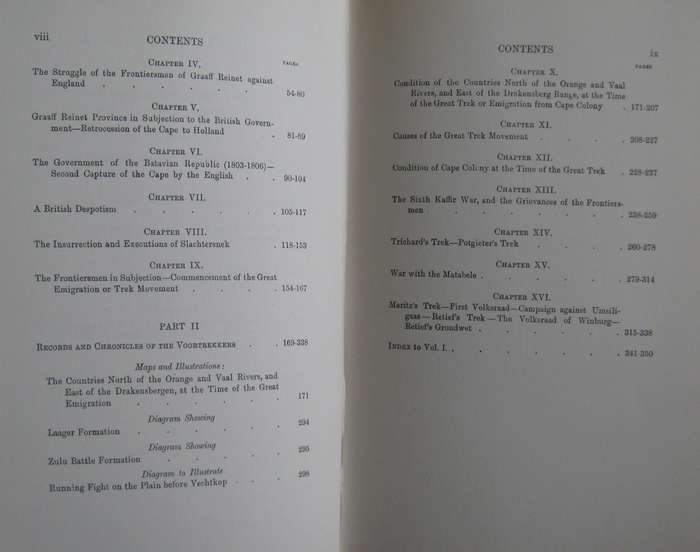 viii
CONTENTS
CHAPTER IV.
PAGES
The Struggle of the Frontiersmen of Graaff Reinet against
England . . . . . . 54-80
CHAPTER V.
Graaff Reinet Province in Subjection to the British Govern-
ment—Retrocession of the Cape to Holland . 81-89
CHAPTER VI.
The Government of the Batavian Republic (1803-1806)—
Second Capture of the Cape by the English . . 90-104
CHAPTER VII.
A British Despotism . . . . . 105-117
CHAPTER VIII.
The Insurrection and Executions of Slachtersnek . 118-153
CHAPTER IX.
The Frontiersmen in Subjection—Commencement of the Great
Emigration or Trek Movement . . . . 154-167
PART II
RECORDS AND CHRONICLES OF THE VOORTREKKERS . . 169-338
Maps and Illustrations:
The Countries North of the Orange and Vaal Rivers, and
East of the Drakensbergen, at the Time of the Great
Emigration . . . . . . 171
Diagram Showing
Laager Formation . . . . . 294
Diagram Showing
Zulu Battle Formation . . . . . 295
Diagram to Illustrate
Running Fight on the Plain before Vechtkop . . . 298
CONTENTS
ix
PAGES
CHAPTER X.
Condition of the Countries North of the Orange and Vaal
Rivers, and East of the Drakensberg Range, at the Time
of the Great Trek or Emigration from Cape Colony . 171-207
CHAPTER XI.
Causes of the Great Trek Movement . . . . 208-227
CHAPTER XII.
Condition of Cape Colony at the Time of the Great Trek . 228-237
CHAPTER XIII.
The Sixth Kaffir War, and the Grievances of the Frontiers-
men . . . . . . . 238-259
CHAPTER XIV.
Trichard's Trek—Potgieter's Trek . . . . 260-278
CHAPTER XV.
War with the Matabele . . . . . 279-314
CHAPTER XVI.
Maritz's Trek—First Volksraad—Campaign against Umsili-
gaas—Retief's Trek—The Volksraad of Winburg—
Retief's Grondwet . . . . . . 315-338
INDEX TO VOL. I. . . . . . . 341-350